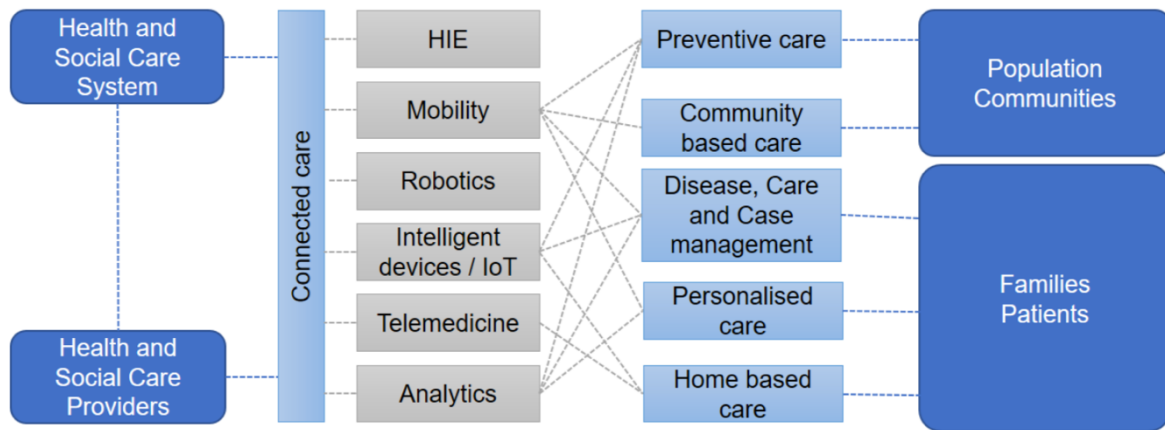 Health and
Social Care
System
Health and
Social Care
Providers
Connected care
HIE
Mobility
Robotics
Intelligent
devices / IoT
Telemedicine
Analytics
Preventive care
Community
based care
Disease, Care
and Case
management
Personalised
care
Home based
care
Population
Communities
Families
Patients